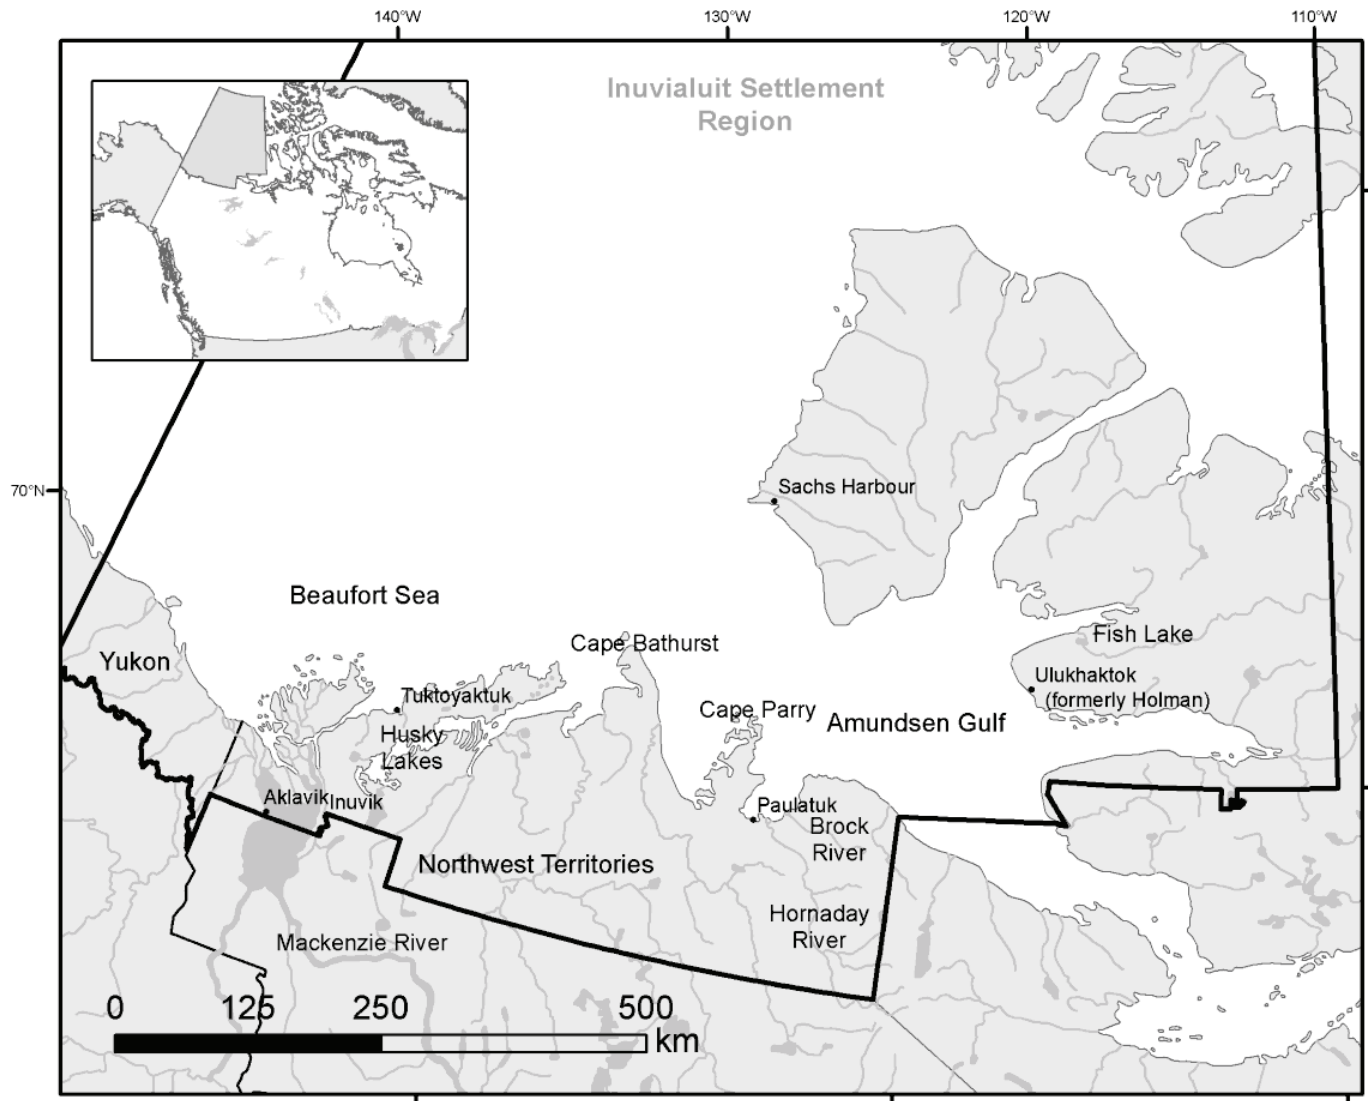 140°W
130°W
120°W
110°W
Inuvialuit Settlement
Region
70°N
Sachs Harbour
Beaufort Sea
Cape Bathurst
Fish Lake
Yukon
Ulukhaktok
(formerly Holman)
Tuktoyaktuk
Cape Parry
Amundsen Gulf
Husky
Lakes
Aklavik
Inuvik
Paulatuk
Brock
River
Northwest Territories
Hornaday
River
Mackenzie River
0 125 250 500
km